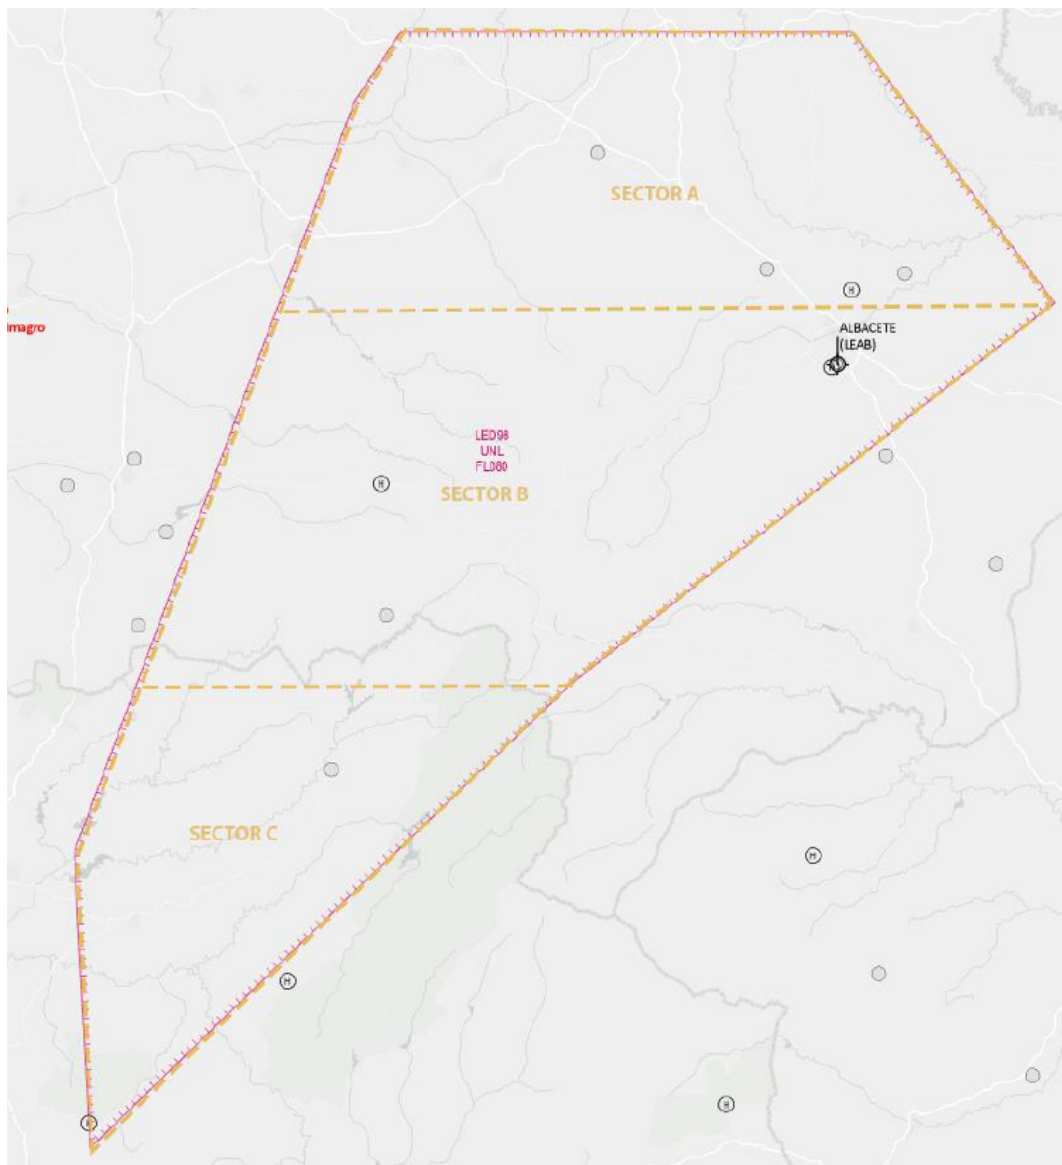 SECTOR A
lmagro
ALBACETE
(LEAB)
LED98
UNL
FL080
SECTOR B
SECTOR C
H
H
H
H
H
H